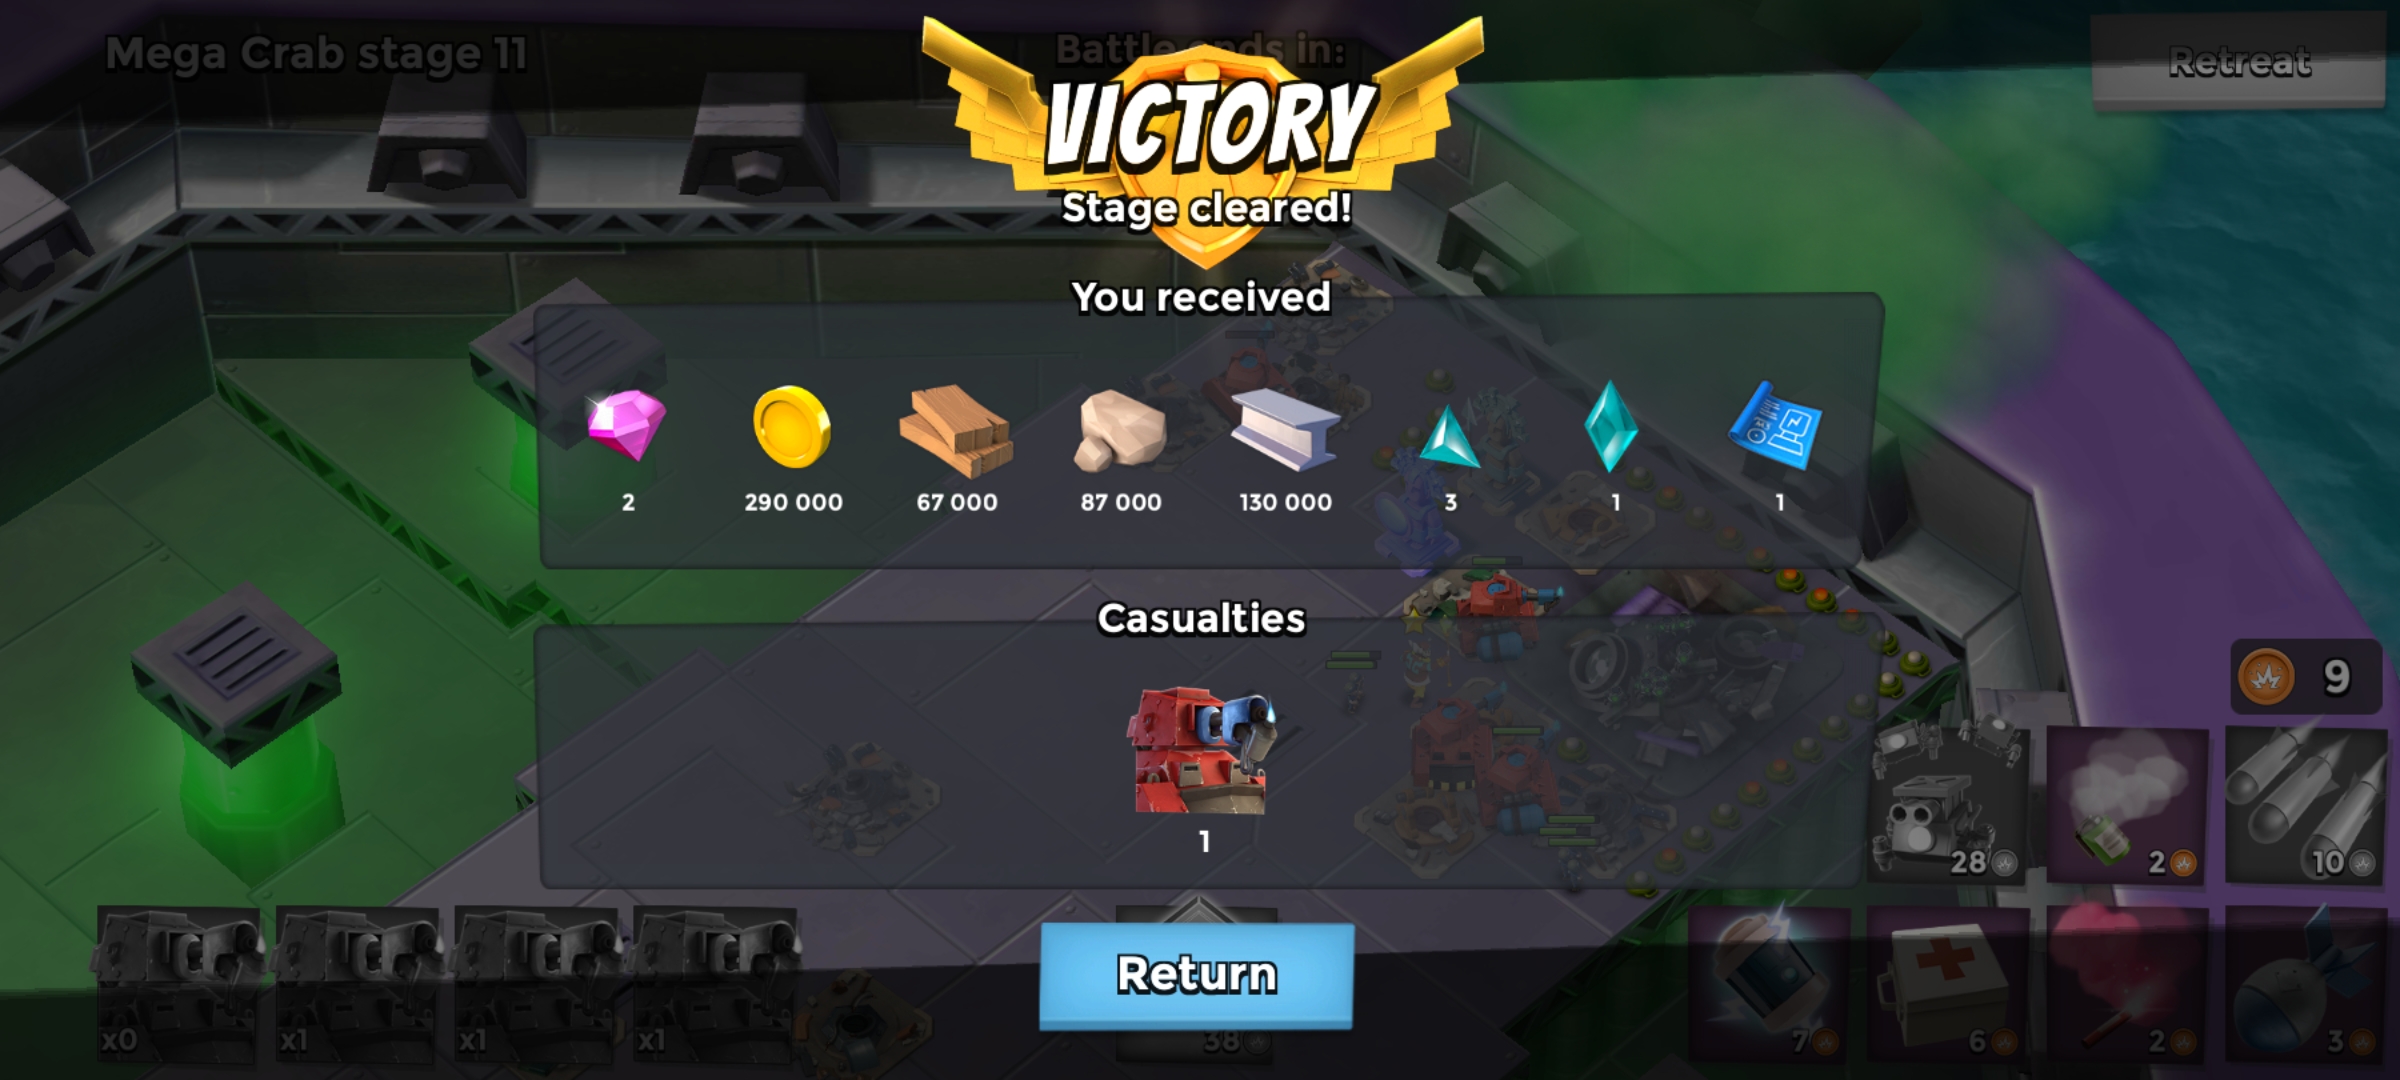 Mega Crab stage 11
Battle ends in:
Retreat
VICTORY
Stage cleared!
You received
2
290 000
67 000
87 000
130 000
3
1
1
Casualties
1
9
28
2
10
Return
x0
x1
x1
x1
38
7
6
2
3